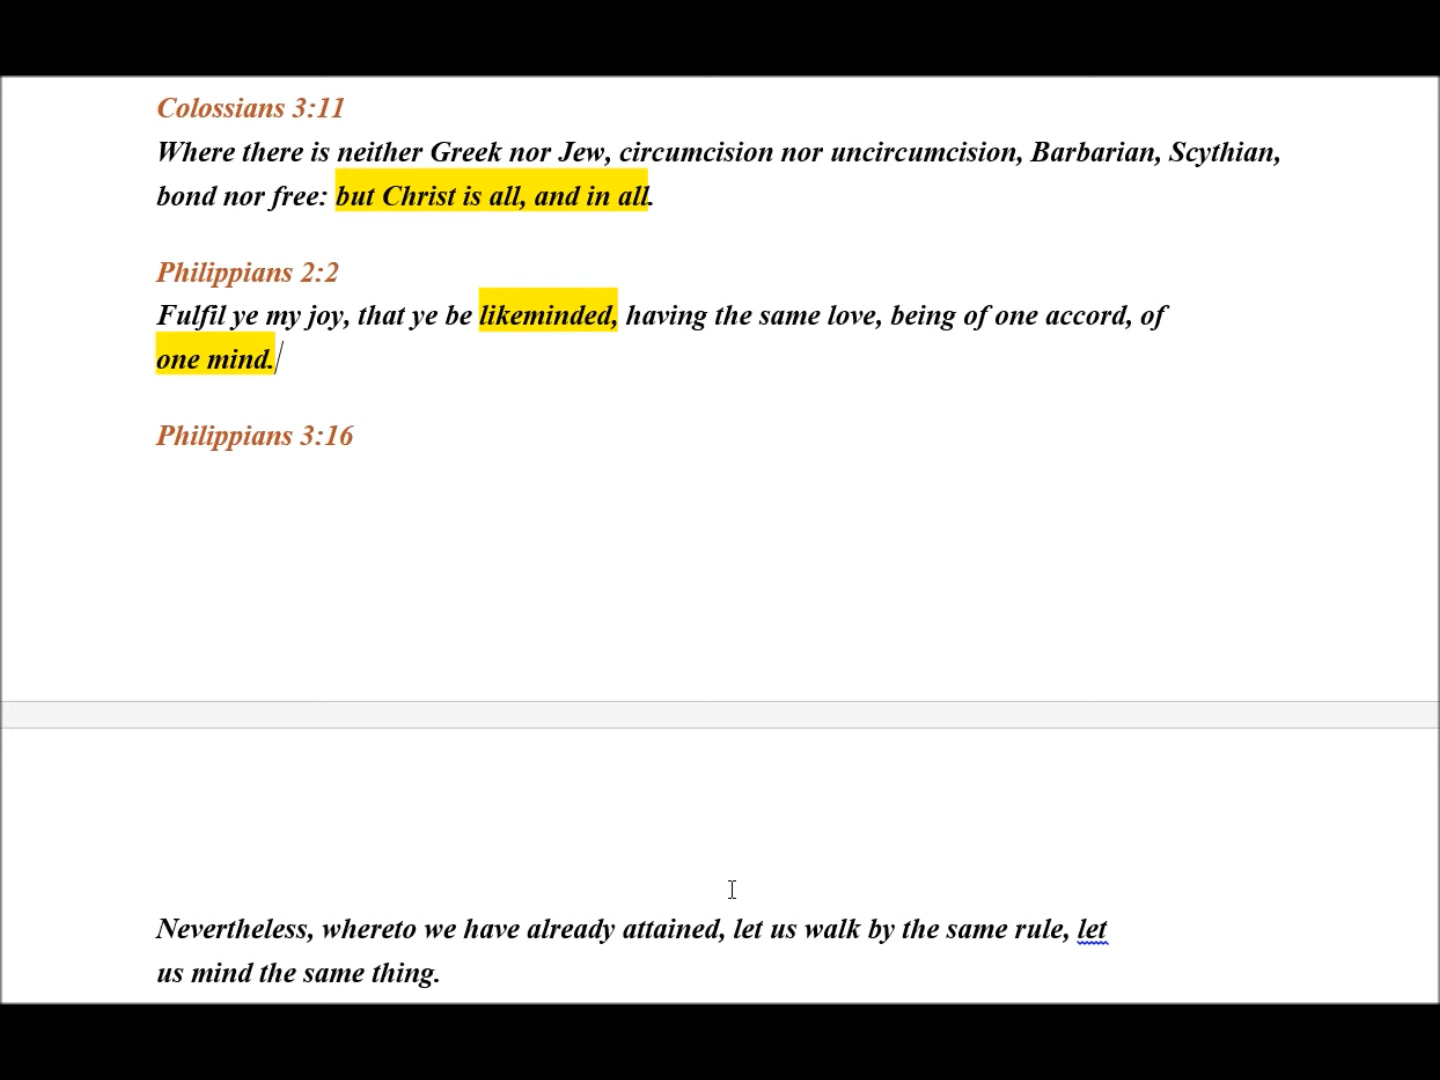 Colossians 3:11
Where there is neither Greek nor Jew, circumcision nor uncircumcision, Barbarian, Scythian,
bond nor free: but Christ is all, and in all.
Philippians 2:2
Fulfil ye my joy, that ye be likeminded, having the same love, being of one accord, of
one mind.
Philippians 3:16
Nevertheless, whereto we have already attained, let us walk by the same rule, let
us mind the same thing.